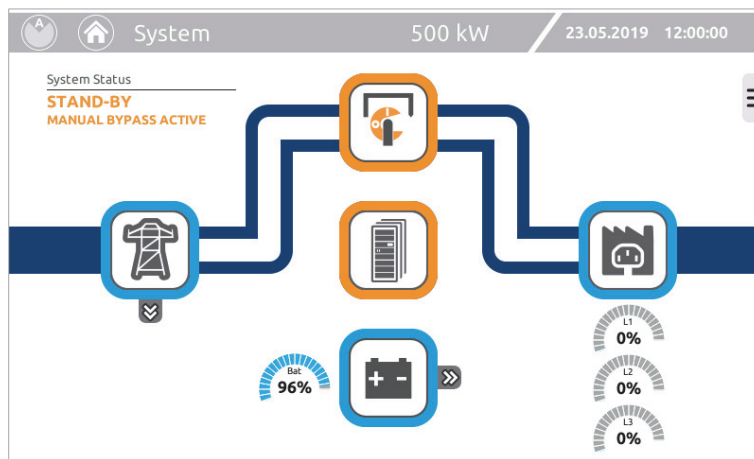 A System 500 kW 23.05.2019 12:00:00
System Status
STAND-BY
MANUAL BYPASS ACTIVE
L1
0%
Bat
96%
L2
0%
L3
0%